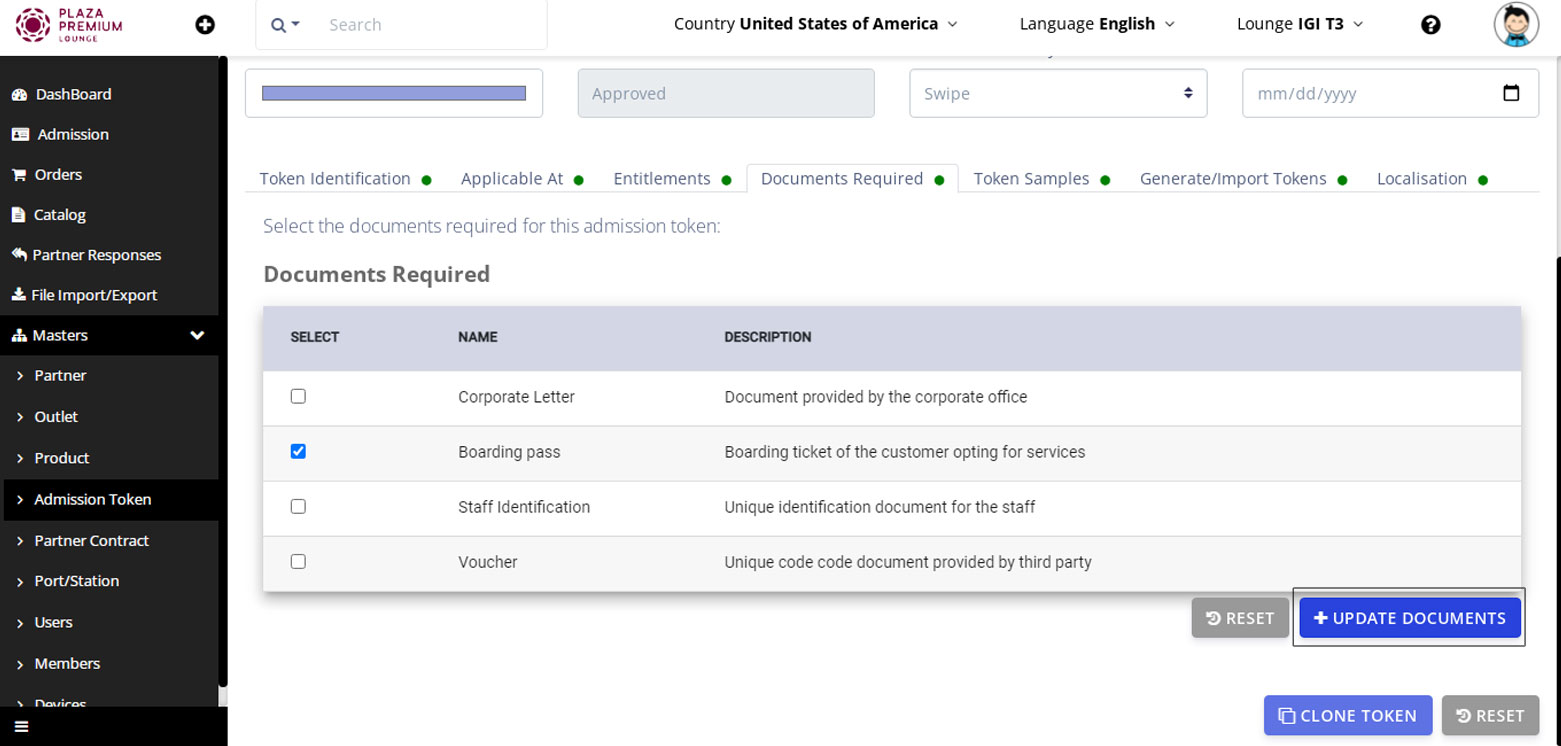 PLAZA
PREMIUM
LOUNGE
Search
Country United States of America
Language English
Lounge IGI T3
DashBoard
Admission
Orders
Catalog
Partner Responses
File Import/Export
Masters
Partner
Outlet
Product
Admission Token
Partner Contract
Port/Station
Users
Members
Devices
Approved
Swipe
mm/dd/yyyy
Token Identification
Applicable At
Entitlements
Documents Required
Token Samples
Generate/Import Tokens
Localisation
Select the documents required for this admission token:
Documents Required
SELECT NAME DESCRIPTION
Corporate Letter Document provided by the corporate office
Boarding pass Boarding ticket of the customer opting for services
Staff Identification Unique identification document for the staff
Voucher Unique code code document provided by third party
RESET
UPDATE DOCUMENTS
CLONE TOKEN
RESET